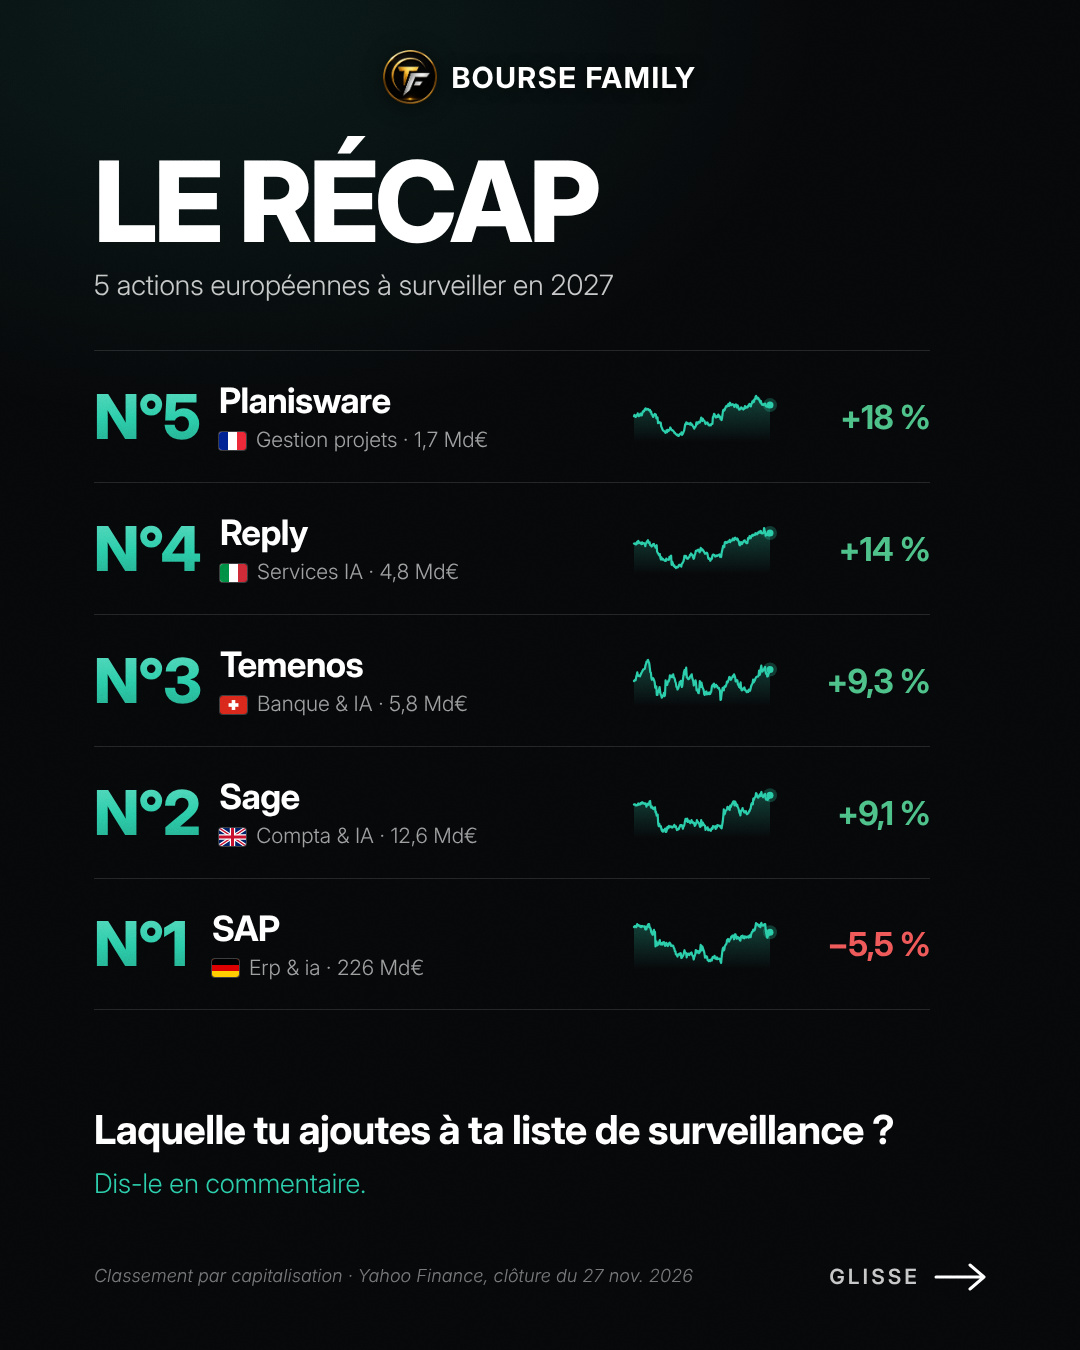 TF BOURSE FAMILY
LE RÉCAP
5 actions européennes à surveiller en 2027
N°5 Planisware +18 %
Gestion projets · 1,7 Md€
N°4 Reply +14 %
Services IA · 4,8 Md€
N°3 Temenos +9,3 %
Banque & IA · 5,8 Md€
N°2 Sage +9,1 %
Compta & IA · 12,6 Md€
N°1 SAP −5,5 %
Erp & ia · 226 Md€
Laquelle tu ajoutes à ta liste de surveillance ?
Dis-le en commentaire.
Classement par capitalisation · Yahoo Finance, clôture du 27 nov. 2026
GLISSE